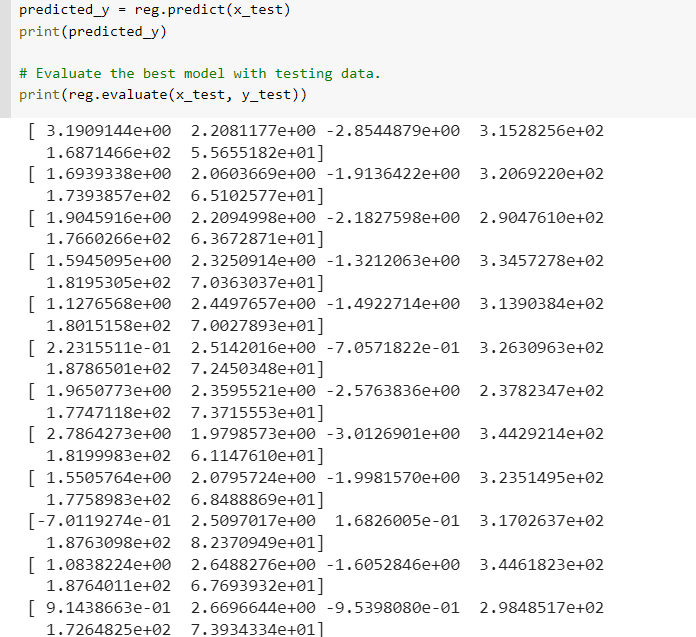 predicted_y = reg.predict(x_test)
print(predicted_y)
# Evaluate the best model with testing data.
print(reg.evaluate(x_test, y_test))
[ 3.1909144e+00  2.2081177e+00 -2.8544879e+00  3.1528256e+02
1.6871466e+02  5.5655182e+01]
[ 1.6939338e+00  2.0603669e+00 -1.9136422e+00  3.2069220e+02
1.7393857e+02  6.5102577e+01]
[ 1.9045916e+00  2.2094998e+00 -2.1827598e+00  2.9047610e+02
1.7660266e+02  6.3672871e+01]
[ 1.5945095e+00  2.3250914e+00 -1.3212063e+00  3.3457278e+02
1.8195305e+02  7.0363037e+01]
[ 1.1276568e+00  2.4497657e+00 -1.4922714e+00  3.1390384e+02
1.8015158e+02  7.0027893e+01]
[ 2.2315511e-01  2.5142016e+00 -7.0571822e-01  3.2630963e+02
1.8786501e+02  7.2450348e+01]
[ 1.9650773e+00  2.3595521e+00 -2.5763836e+00  2.3782347e+02
1.7747118e+02  7.3715553e+01]
[ 2.7864273e+00  1.9798573e+00 -3.0126901e+00  3.4429214e+02
1.8199983e+02  6.1147610e+01]
[ 1.5505764e+00  2.0795724e+00 -1.9981570e+00  3.2351495e+02
1.7758983e+02  6.8488869e+01]
[-7.0119274e-01  2.5097017e+00  1.6826005e-01  3.1702637e+02
1.8763098e+02  8.2370949e+01]
[ 1.0838224e+00  2.6488276e+00 -1.6052846e+00  3.4461823e+02
1.8764011e+02  6.7693932e+01]
[ 9.1438663e-01  2.6696644e+00 -9.5398080e-01  2.9848517e+02
1.7264825e+02  7.3934334e+01]